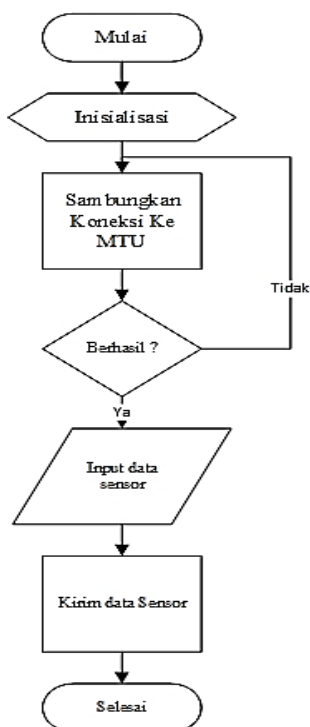 Mulai
Inisialisasi
Sambungkan
Koneksi Ke
MTU
Tidak
Berhasil ?
Ya
Input data
sensor
Kirim data Sensor
Selesai